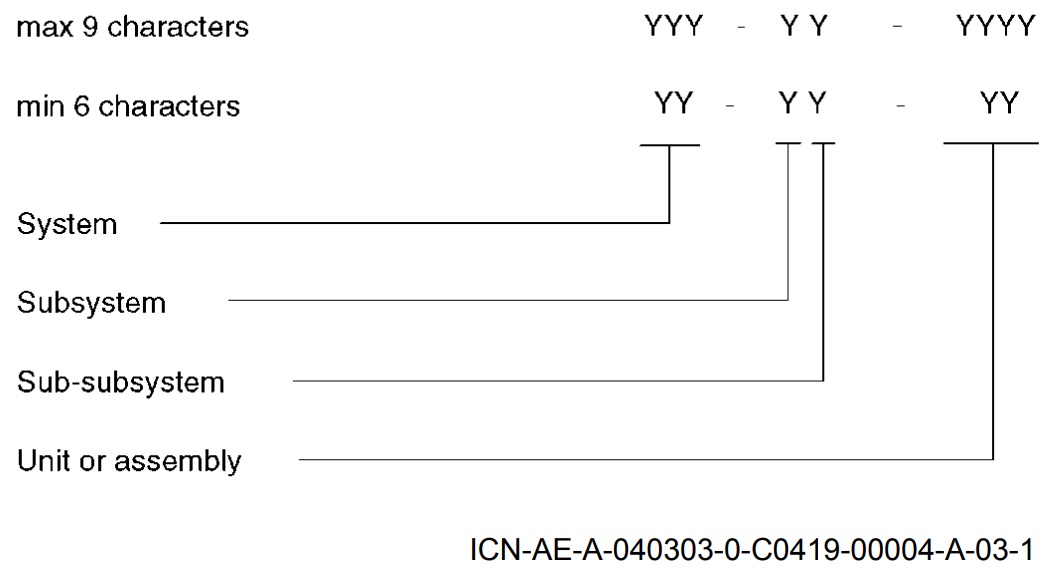 max 9 characters YYY - Y Y - YYYY
min 6 characters YY - Y Y - YY
System
Subsystem
Sub-subsystem
Unit or assembly
ICN-AE-A-040303-0-C0419-00004-A-03-1